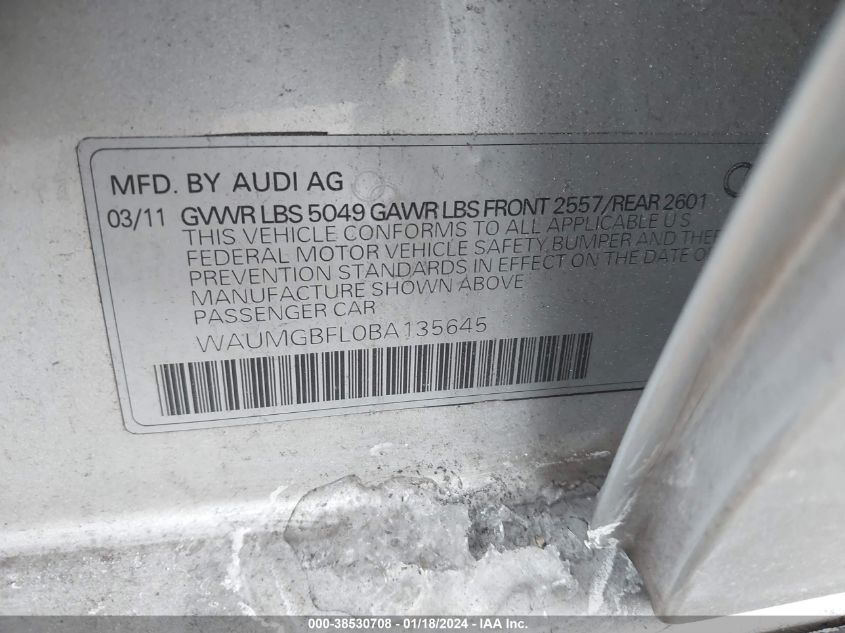 MFD. BY AUDI AG
03/11 GVWR LBS 5049 GAWR LBS FRONT 2557/REAR 2601
THIS VEHICLE CONFORMS TO ALL APPLICABLE U S
FEDERAL MOTOR VEHICLE SAFETY, BUMPER AND THEF
PREVENTION STANDARDS IN EFFECT ON THE DATE OF
MANUFACTURE SHOWN ABOVE
PASSENGER CAR
WAUMGBFL0BA135645
000-38530708 - 01/18/2024 - IAA Inc.